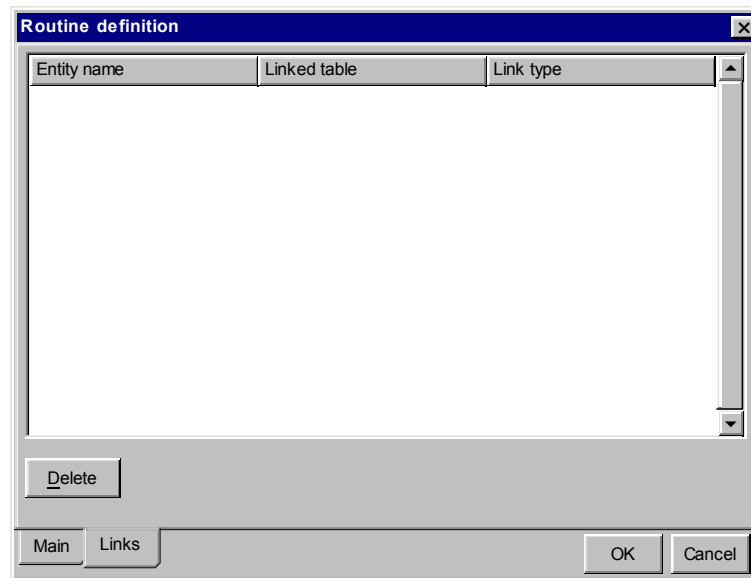 Routine definition
Entity name Linked table Link type
Delete
Main Links
OK Cancel